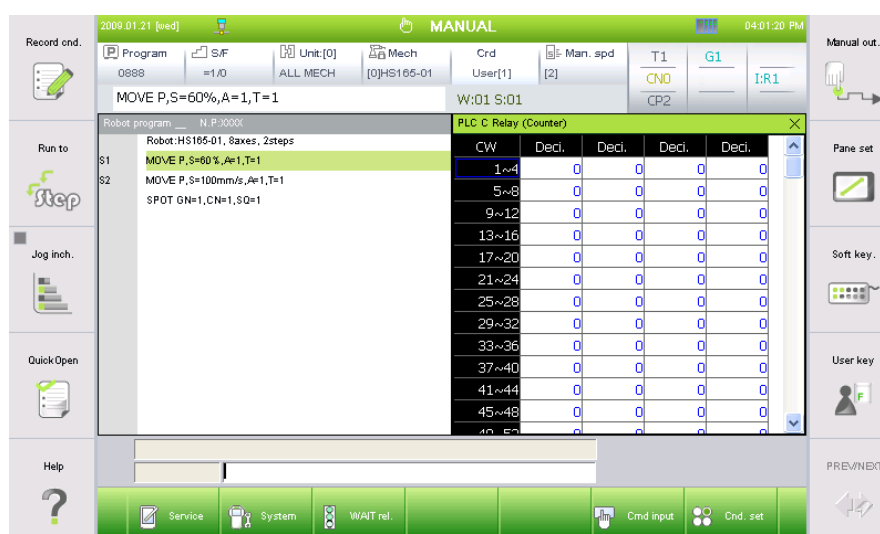 2009.01.21 [wed] MANUAL 04:01:20 PM
Record cnd.
Run to
Step
Jog inch.
QuickOpen
Help
?
P Program S/F Unit:[0] Mech Crd Man. spd
0888 =1/0 ALL MECH [0]HS165-01 User[1] [2]
T1 G1
CN0 I:R1
CP2
MOVE P,S=60%,A=1,T=1 W:01 S:01
Robot program __ N.P:XXXX
Robot:HS165-01, 8axes, 2steps
S1 MOVE P,S=60%,A=1,T=1
S2 MOVE P,S=100mm/s,A=1,T=1
SPOT GN=1,CN=1,SQ=1
PLC C Relay (Counter)
CW Deci. Deci. Deci. Deci.
1~4 0 0 0 0
5~8 0 0 0 0
9~12 0 0 0 0
13~16 0 0 0 0
17~20 0 0 0 0
21~24 0 0 0 0
25~28 0 0 0 0
29~32 0 0 0 0
33~36 0 0 0 0
37~40 0 0 0 0
41~44 0 0 0 0
45~48 0 0 0 0
Manual out.
Pane set
Soft key.
User key
F
PREV/NEXT
Service System WAIT rel. Cmd input Cnd. set